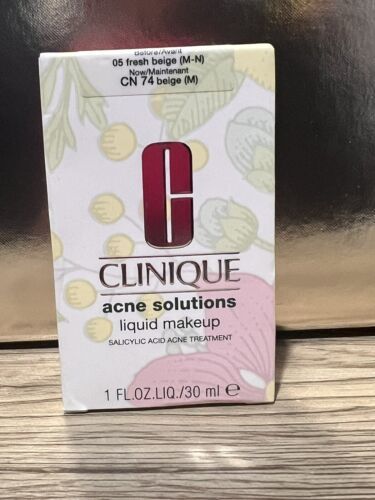 Before/Avant
05 fresh beige (M-N)
Now/Maintenant
CN 74 beige (M)
C
CLINIQUE
acne solutions
liquid makeup
SALICYLIC ACID ACNE TREATMENT
1 FL.OZ.LIQ./30 ml ℮